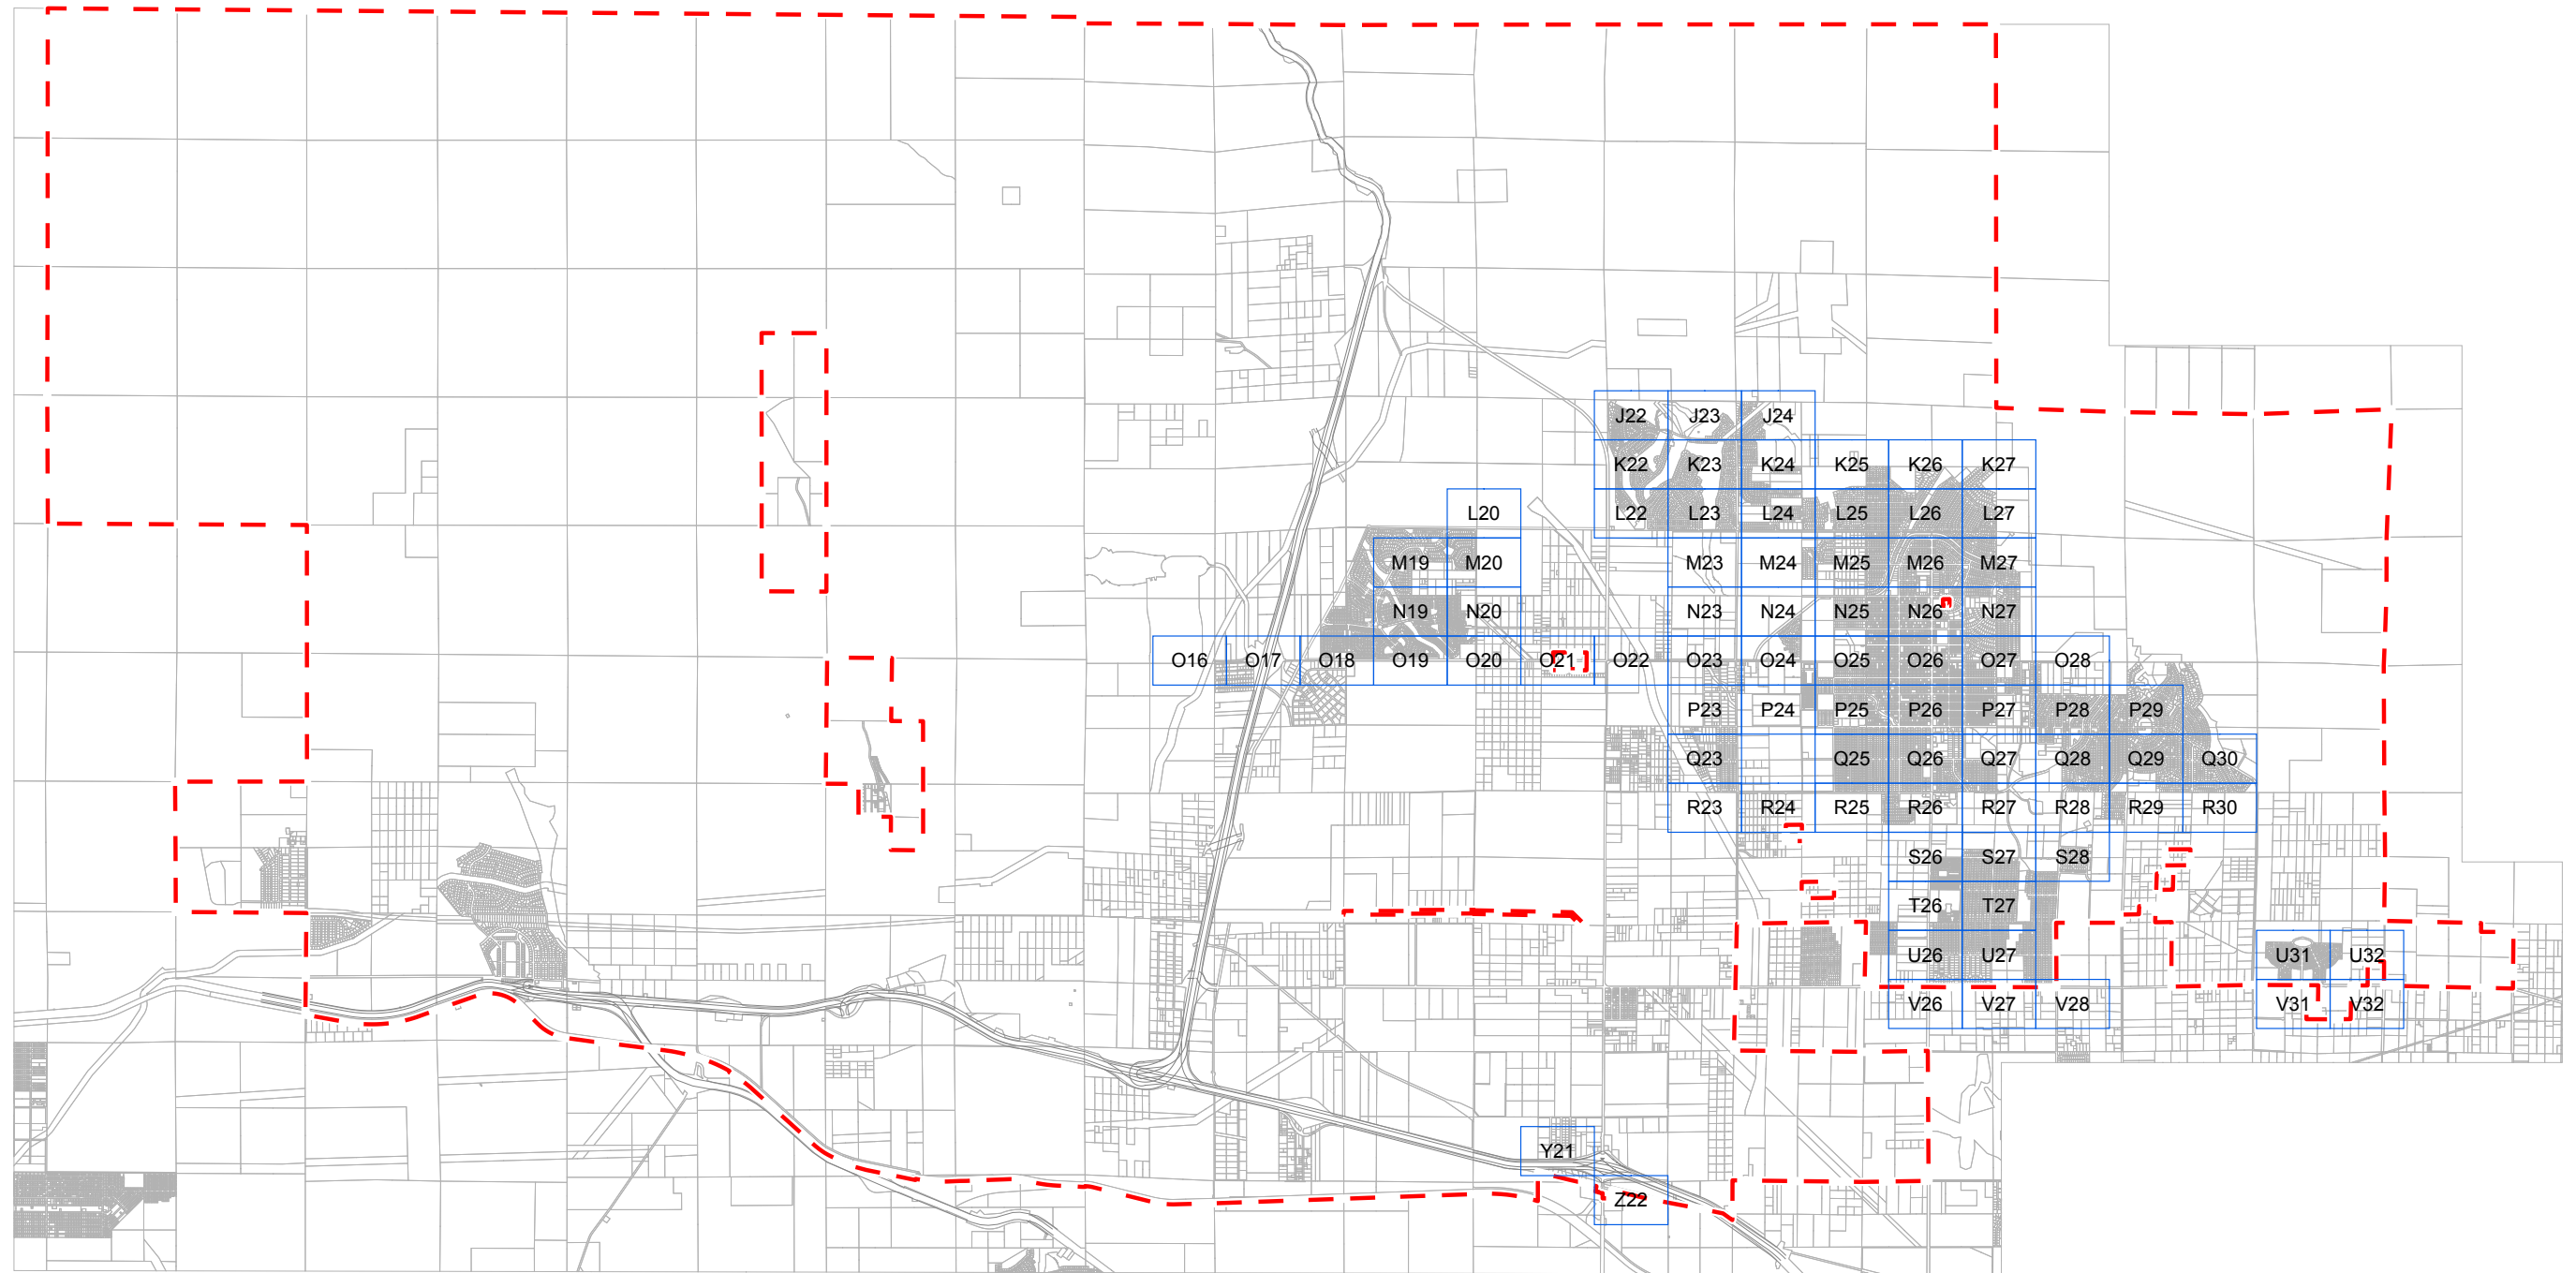 J22 J23 J24
K22 K23 K24 K25 K26 K27
L20 L22 L23 L24 L25 L26 L27
M19 M20 M23 M24 M25 M26 M27
N19 N20 N23 N24 N25 N26 N27
O16 O17 O18 O19 O20 O21 O22 O23 O24 O25 O26 O27 O28
P23 P24 P25 P26 P27 P28 P29
Q23 Q25 Q26 Q27 Q28 Q29 Q30
R23 R24 R25 R26 R27 R28 R29 R30
S26 S27 S28
T26 T27
U26 U27 U31 U32
V26 V27 V28 V31 V32
Y21
Z22